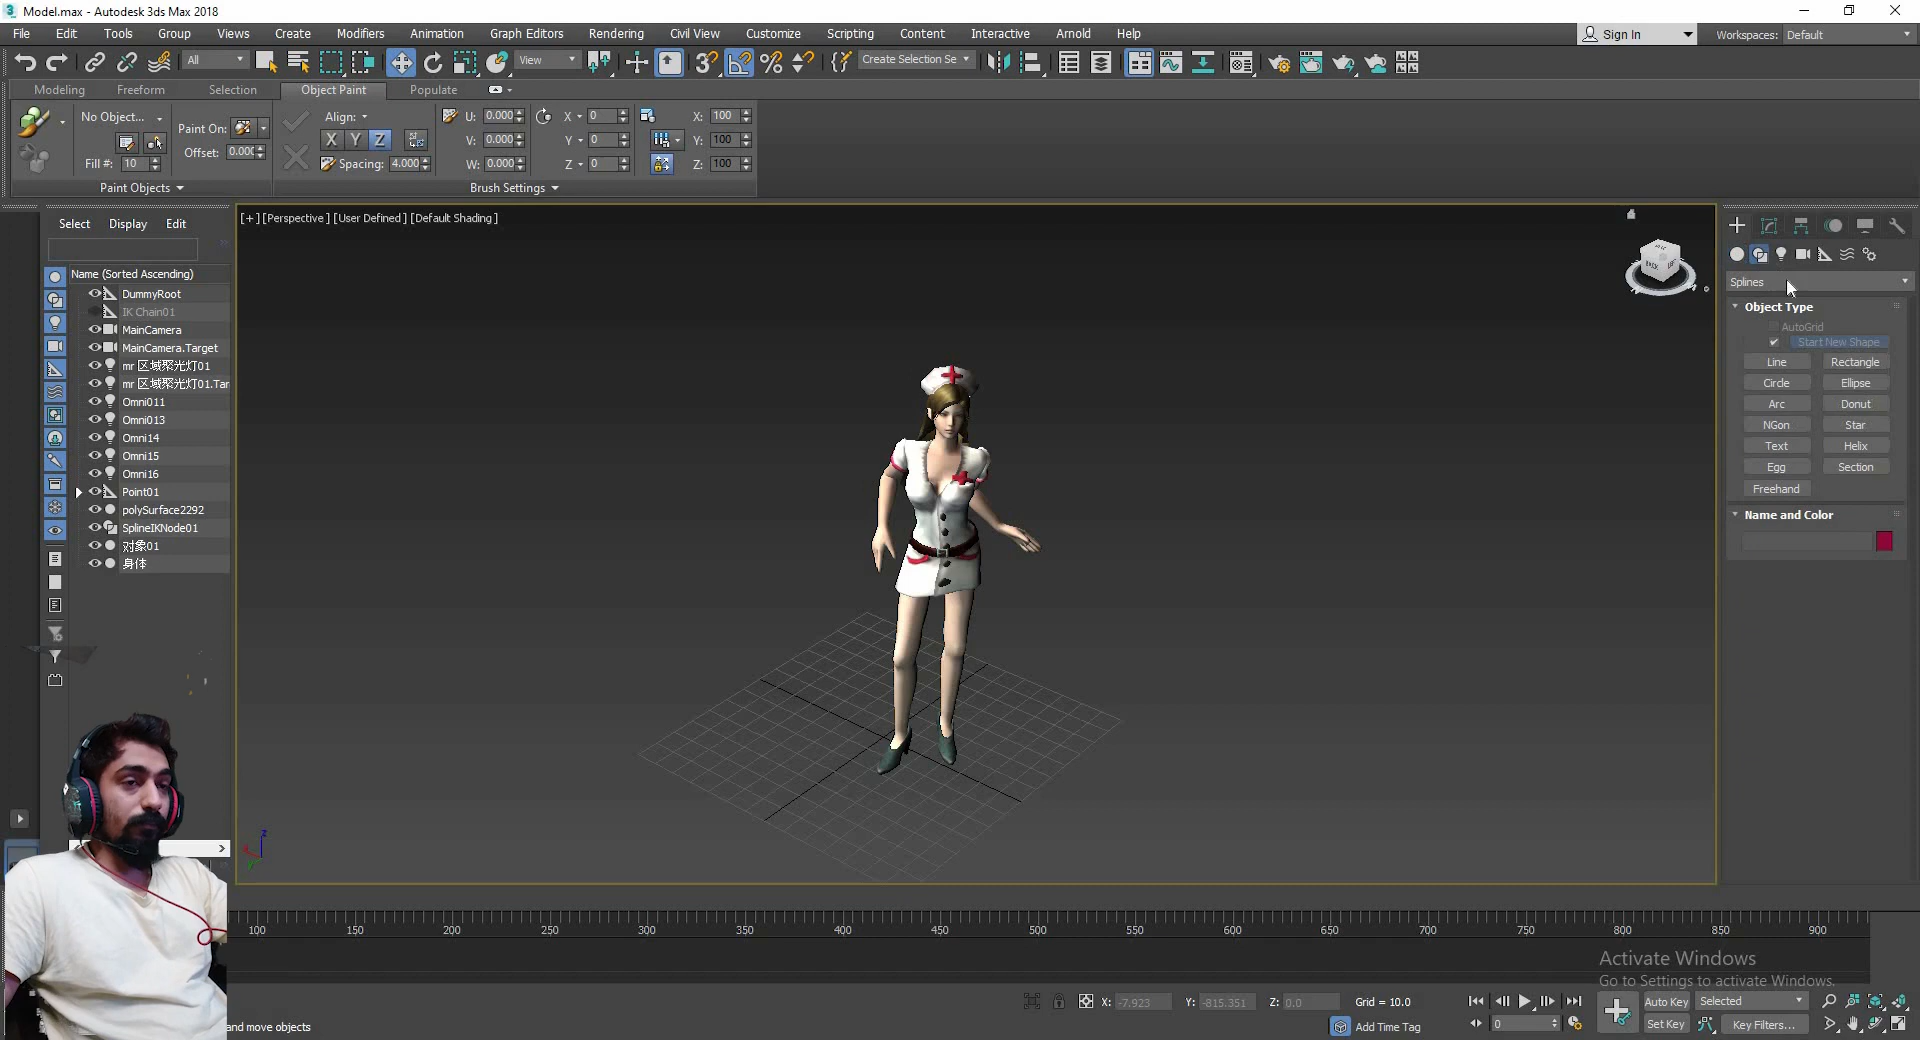 Model.max - Autodesk 3ds Max 2018
File Edit Tools Group Views Create Modifiers Animation Graph Editors Rendering Civil View Customize Scripting Content Interactive Arnold Help
Sign In
Workspaces: Default
All
View
Create Selection Se
Modeling Freeform Selection Object Paint Populate
No Object...
Paint On:
Fill #: 10
Offset: 0.000
Align:
X Y Z
Spacing: 4.000
U: 0.000 X 0 X: 100
V: 0.000 Y 0 Y: 100
W: 0.000 Z 0 Z: 100
Paint Objects
Brush Settings
Select Display Edit
[+] [Perspective ] [User Defined ] [Default Shading ]
Name (Sorted Ascending)
DummyRoot
IK Chain01
MainCamera
MainCamera.Target
mr 区域聚光灯01
mr 区域聚光灯01.Tar
Omni011
Omni013
Omni14
Omni15
Omni16
Point01
polySurface2292
SplineIKNode01
对象01
身体
BACK
z
Splines
Object Type
AutoGrid
Start New Shape
Line Rectangle
Circle Ellipse
Arc Donut
NGon Star
Text Helix
Egg Section
Freehand
Name and Color
100 150 200 250 300 350 400 450 500 550 600 650 700 750 800 850 900
Activate Windows
Go to Settings to activate Windows.
X: -7.923 Y: -815.351 Z: 0.0 Grid = 10.0
Auto Key Selected
and move objects
Add Time Tag
0
Set Key Key Filters...